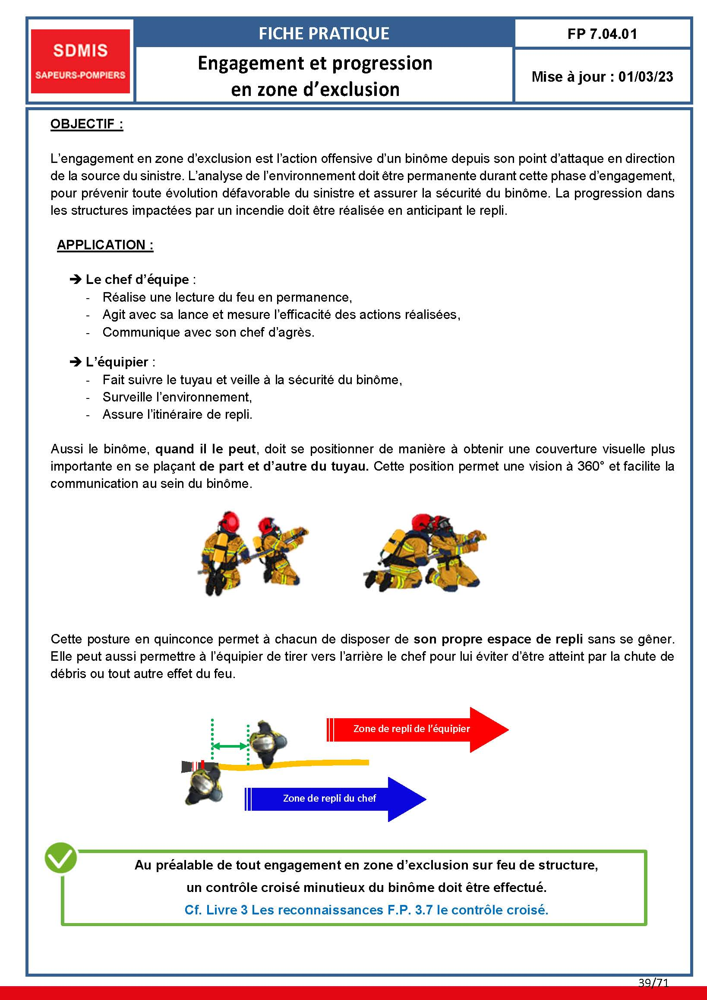 SDMIS
SAPEURS-POMPIERS
FICHE PRATIQUE
Engagement et progression
en zone d’exclusion
FP 7.04.01
Mise à jour : 01/03/23
OBJECTIF :
L’engagement en zone d’exclusion est l’action offensive d’un binôme depuis son point d’attaque en direction
de la source du sinistre. L’analyse de l’environnement doit être permanente durant cette phase d’engagement,
pour prévenir toute évolution défavorable du sinistre et assurer la sécurité du binôme. La progression dans
les structures impactées par un incendie doit être réalisée en anticipant le repli.
APPLICATION :
➔ Le chef d’équipe :
- Réalise une lecture du feu en permanence,
- Agit avec sa lance et mesure l’efficacité des actions réalisées,
- Communique avec son chef d’agrès.
➔ L’équipier :
- Fait suivre le tuyau et veille à la sécurité du binôme,
- Surveille l’environnement,
- Assure l’itinéraire de repli.
Aussi le binôme, quand il le peut, doit se positionner de manière à obtenir une couverture visuelle plus
importante en se plaçant de part et d’autre du tuyau. Cette position permet une vision à 360° et facilite la
communication au sein du binôme.
Cette posture en quinconce permet à chacun de disposer de son propre espace de repli sans se gêner.
Elle peut aussi permettre à l’équipier de tirer vers l’arrière le chef pour lui éviter d’être atteint par la chute de
débris ou tout autre effet du feu.
Zone de repli de l’équipier
Zone de repli du chef
Au préalable de tout engagement en zone d’exclusion sur feu de structure,
un contrôle croisé minutieux du binôme doit être effectué.
Cf. Livre 3 Les reconnaissances F.P. 3.7 le contrôle croisé.
39/71